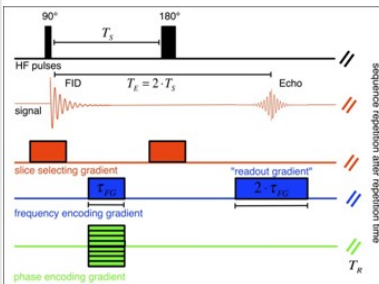 90° 180°
T_S
HF pulses
FID T_E = 2 · T_S Echo
signal
slice selecting gradient
"readout gradient"
τ_FG 2 · τ_FG
frequency encoding gradient
phase encoding gradient
T_R
sequence repetition after repetition time